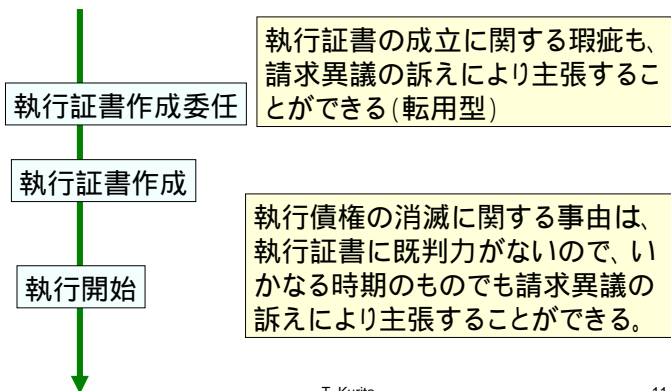 執行証書の成立に関する瑕疵も、
請求異議の訴えにより主張するこ
とができる(転用型)
執行証書作成委任
執行証書作成
執行債権の消滅に関する事由は、
執行証書に既判力がないので、い
かなる時期のものでも請求異議の
訴えにより主張することができる。
執行開始
T. Kurita
11